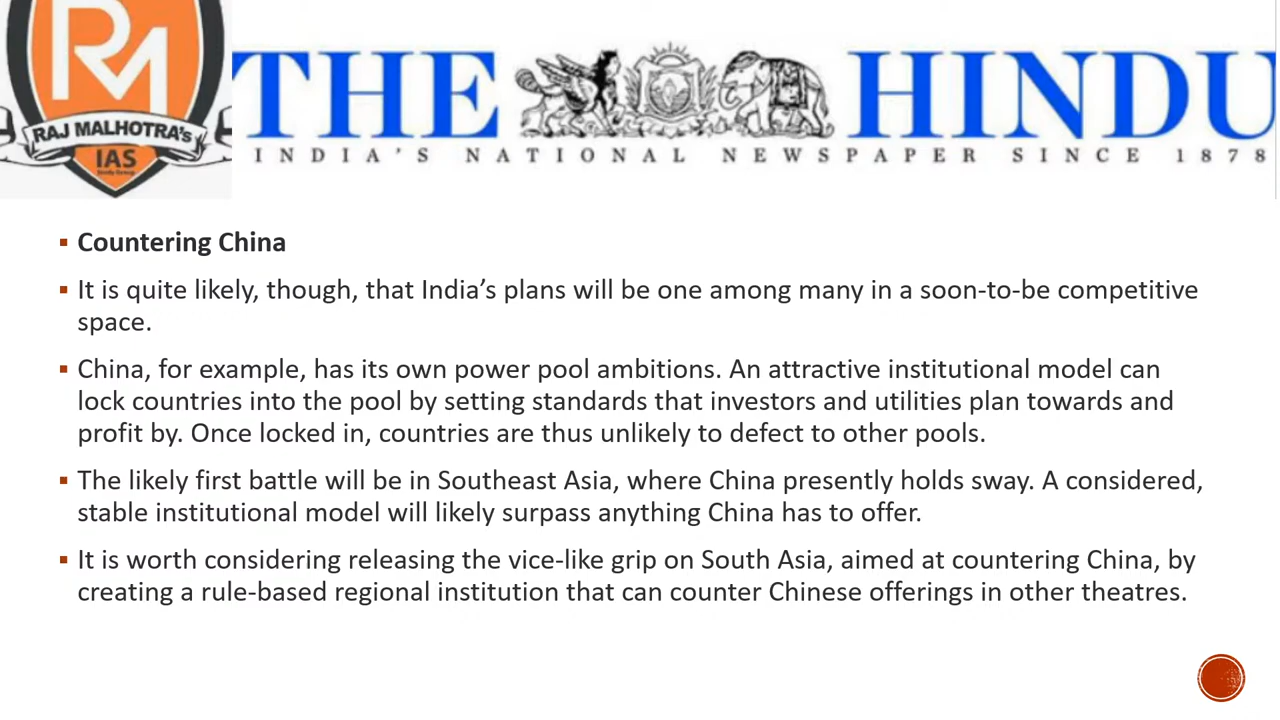 RM
RAJ MALHOTRA's
IAS
Study Group
THE HINDU
INDIA'S NATIONAL NEWSPAPER SINCE 1878
▪ Countering China
▪ It is quite likely, though, that India’s plans will be one among many in a soon-to-be competitive
space.
▪ China, for example, has its own power pool ambitions. An attractive institutional model can
lock countries into the pool by setting standards that investors and utilities plan towards and
profit by. Once locked in, countries are thus unlikely to defect to other pools.
▪ The likely first battle will be in Southeast Asia, where China presently holds sway. A considered,
stable institutional model will likely surpass anything China has to offer.
▪ It is worth considering releasing the vice-like grip on South Asia, aimed at countering China, by
creating a rule-based regional institution that can counter Chinese offerings in other theatres.